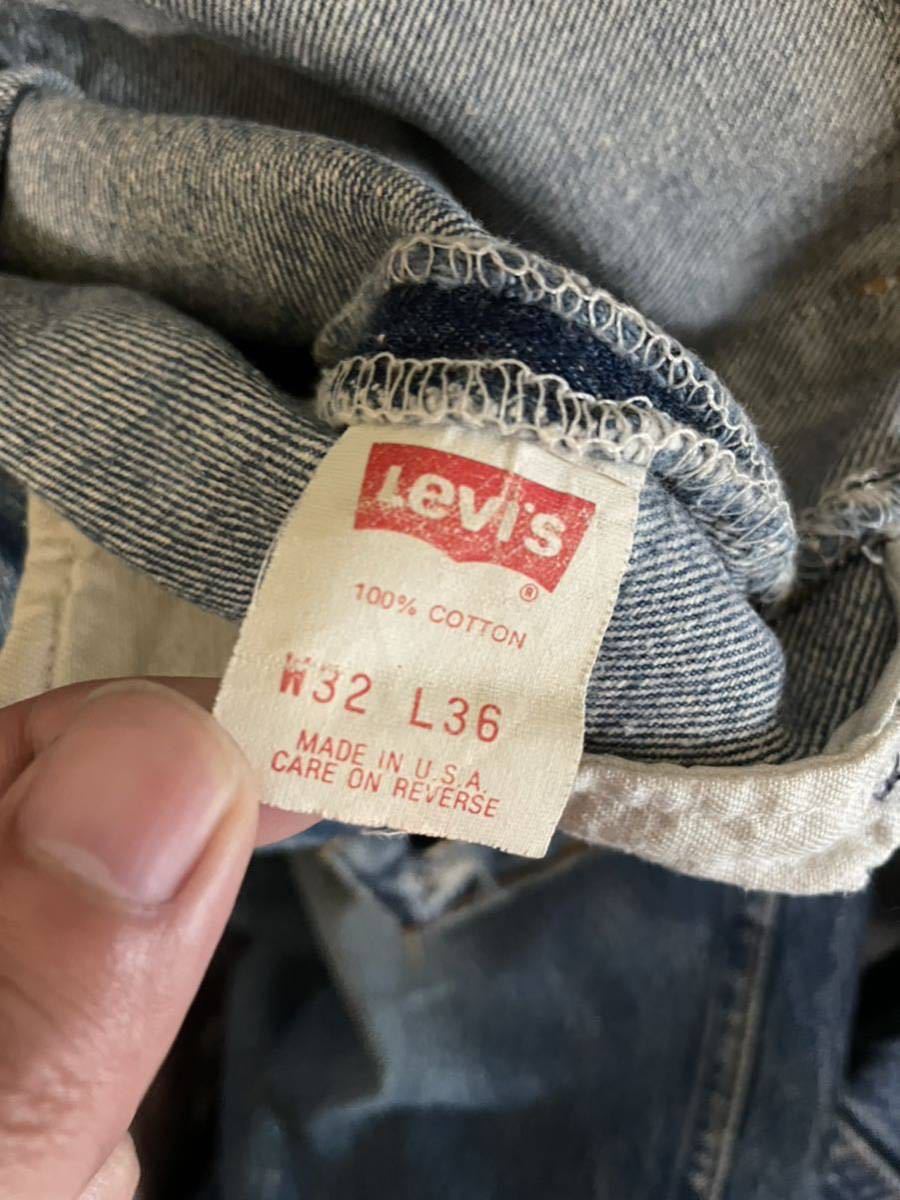 Levi's
®
100% COTTON
W32 L36
MADE IN U.S.A.
CARE ON REVERSE